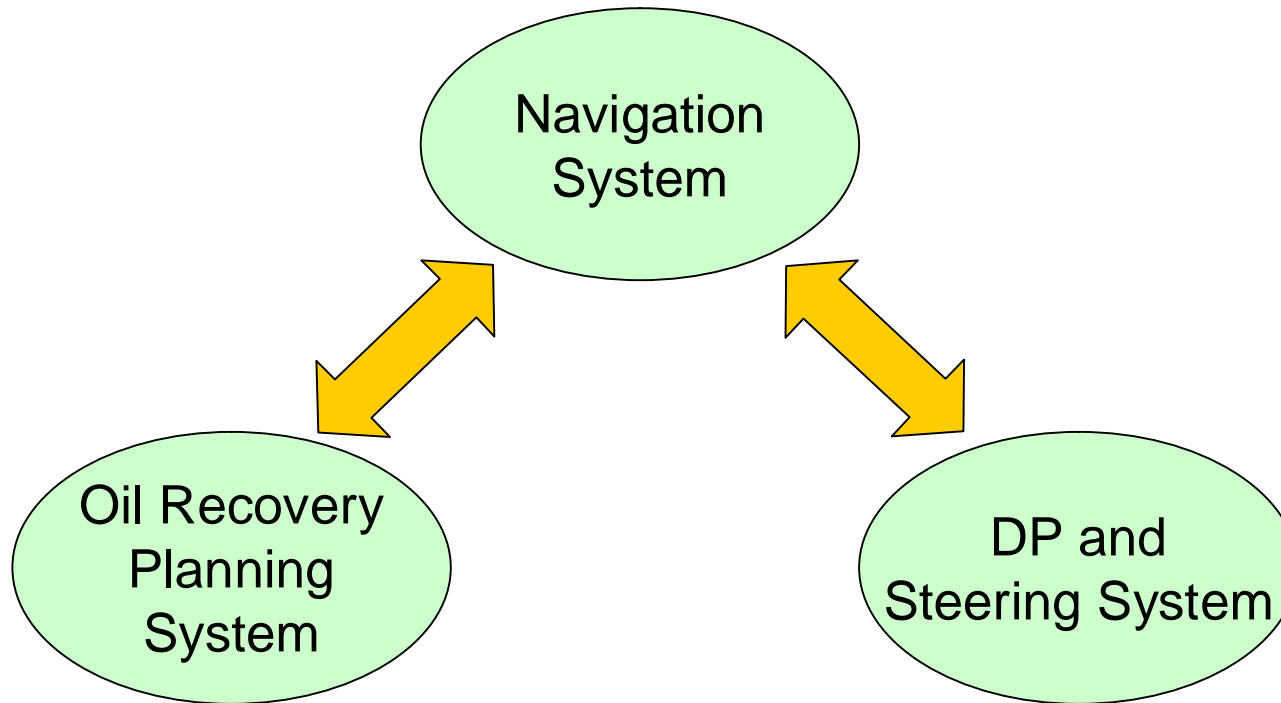 Navigation
System
Oil Recovery
Planning
System
DP and
Steering System